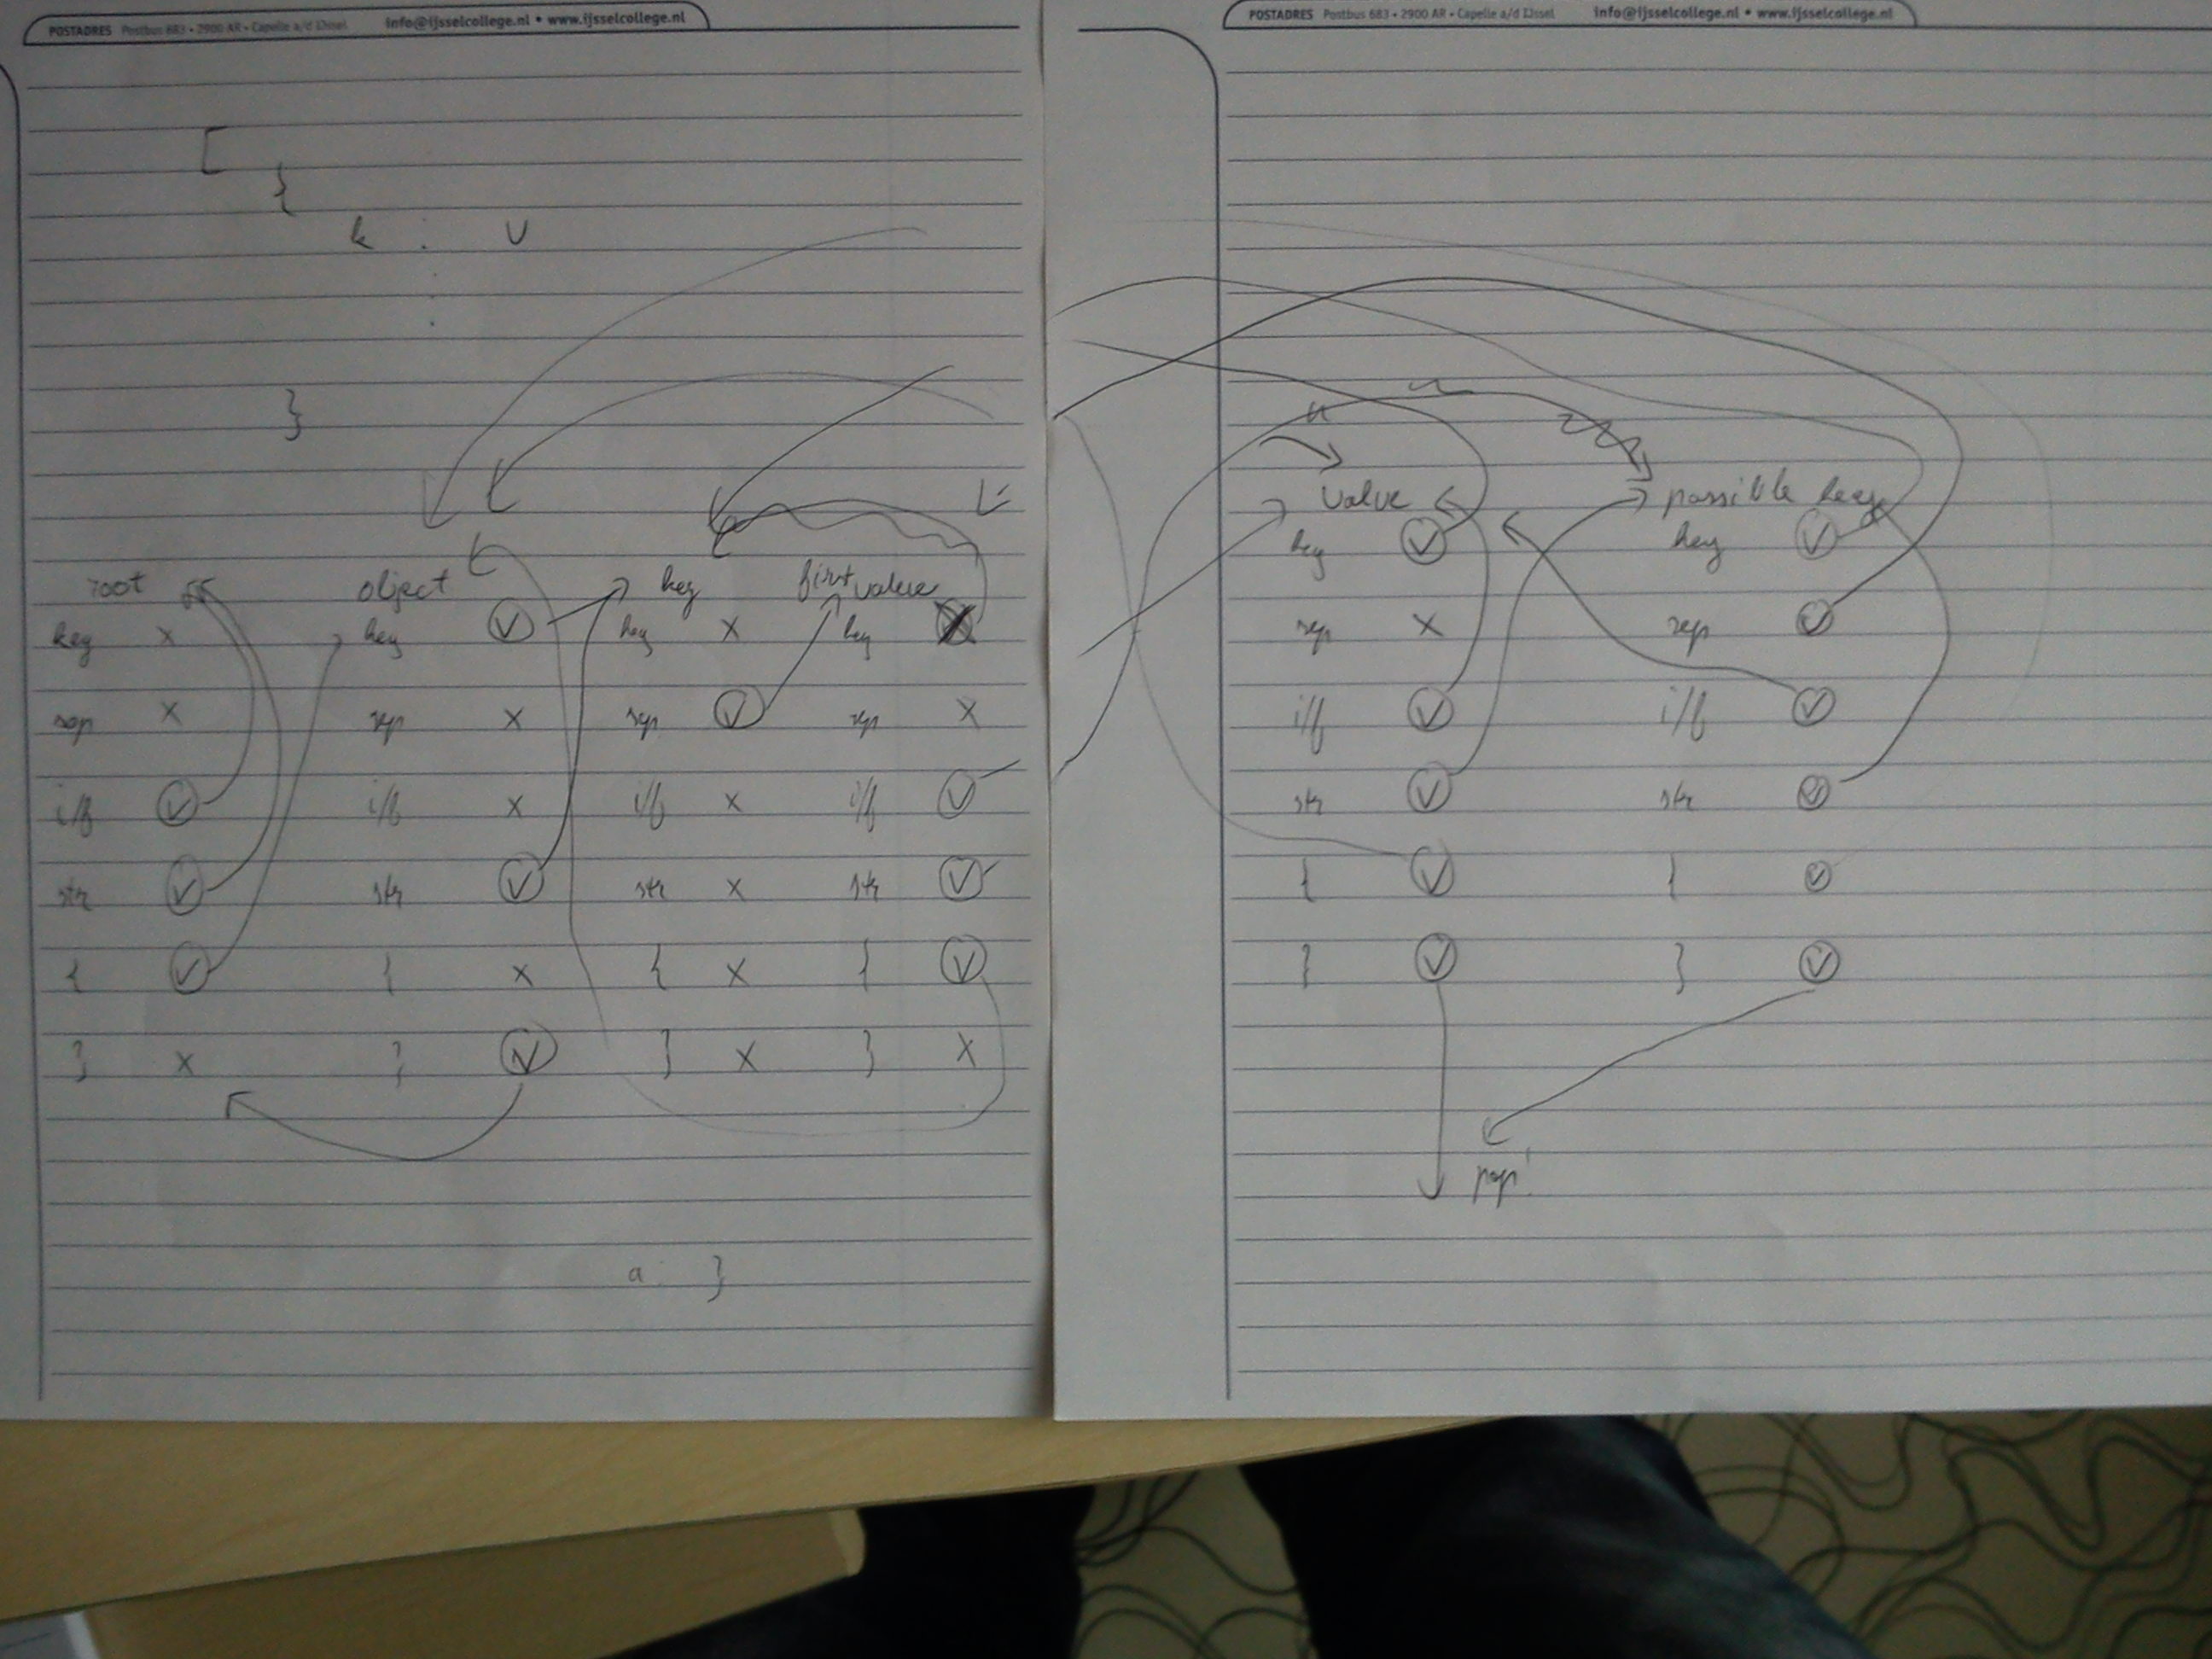 POSTADRES Postbus 683 • 2900 AR • Capelle a/d IJssel info@ijsselcollege.nl • www.ijsselcollege.nl
[
{
k : v
}
root object key first value
key x key v key x key
sep x sep x sep v sep x
i/f v i/f x i/f x i/f v
str v str v str x str v
{ v { x { x { v
} x } v } x } x
a: }
POSTADRES Postbus 683 • 2900 AR • Capelle a/d IJssel info@ijsselcollege.nl • www.ijsselcollege.nl
value possible key
key v key v
sep x sep v
i/f v i/f v
str v str v
{ v { v
} v } v
pop!